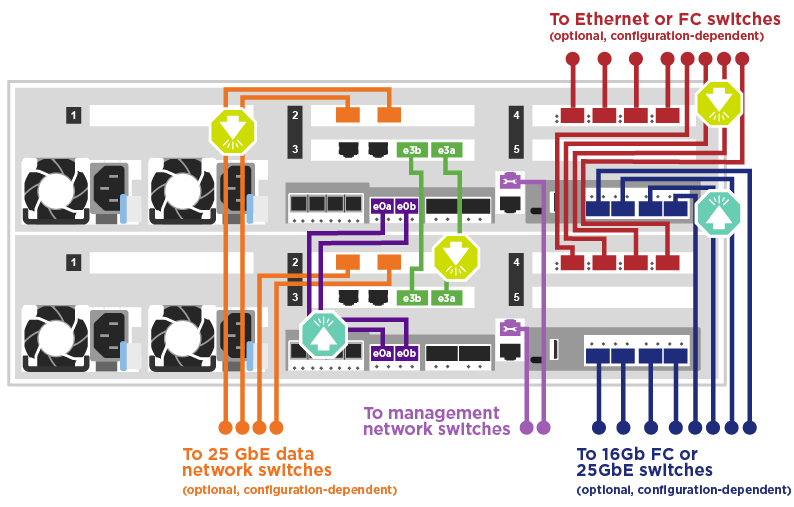 To Ethernet or FC switches
(optional, configuration-dependent)
1
2
4
3
e3b
e3a
5
e0a
e0b
1
2
4
3
e3b
e3a
5
e0a
e0b
To management
network switches
To 25 GbE data
network switches
(optional, configuration-dependent)
To 16Gb FC or
25GbE switches
(optional, configuration-dependent)